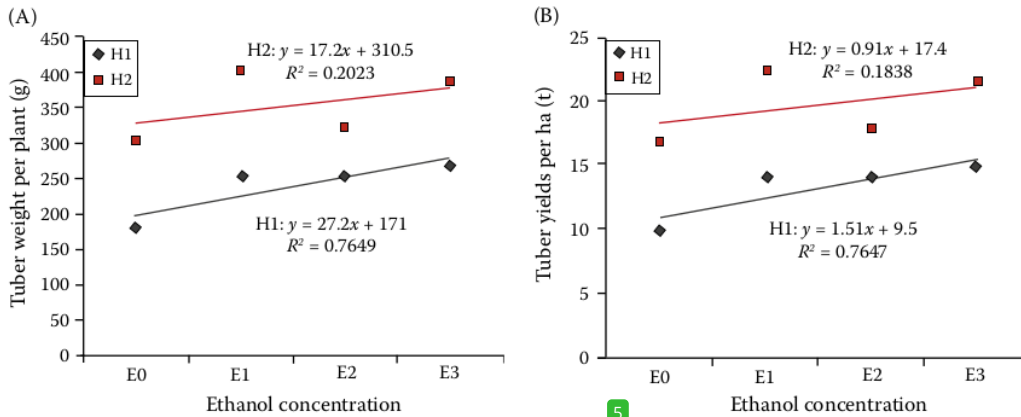 (A)
H1
H2
H2: y = 17.2x + 310.5
R² = 0.2023
H1: y = 27.2x + 171
R² = 0.7649
Tuber weight per plant (g)
450
400
350
300
250
200
150
100
50
0
E0 E1 E2 E3
Ethanol concentration
(B)
H1
H2
H2: y = 0.91x + 17.4
R² = 0.1838
H1: y = 1.51x + 9.5
R² = 0.7647
Tuber yields per ha (t)
25
20
15
10
5
0
E0 E1 E2 E3
Ethanol concentration
5